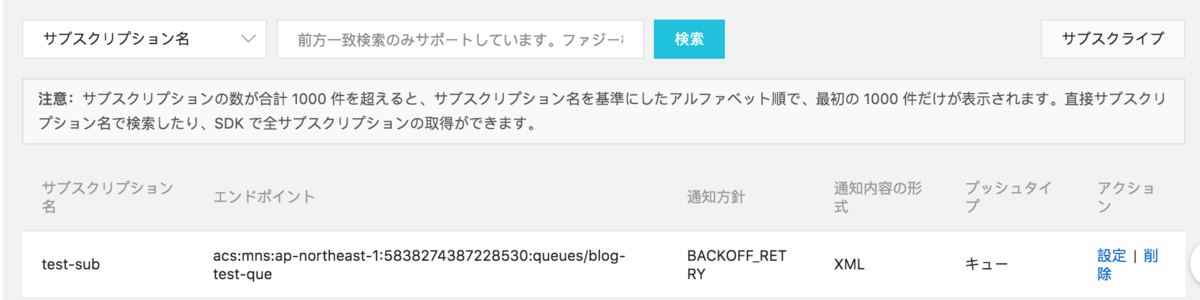 サブスクリプション名
前方一致検索のみサポートしています。ファジー
検索
サブスクライブ
注意：サブスクリプションの数が合計 1000 件を超えると、サブスクリプション名を基準にしたアルファベット順で、最初の 1000 件だけが表示されます。直接サブスクリ
プション名で検索したり、SDK で全サブスクリプションの取得ができます。
サブスクリプション
名
エンドポイント
通知方針
通知内容の形
式
プッシュタイ
プ
アクショ
ン
test-sub
acs:mns:ap-northeast-1:5838274387228530:queues/blog-
test-que
BACKOFF_RET
RY
XML
キュー
設定 | 削
除